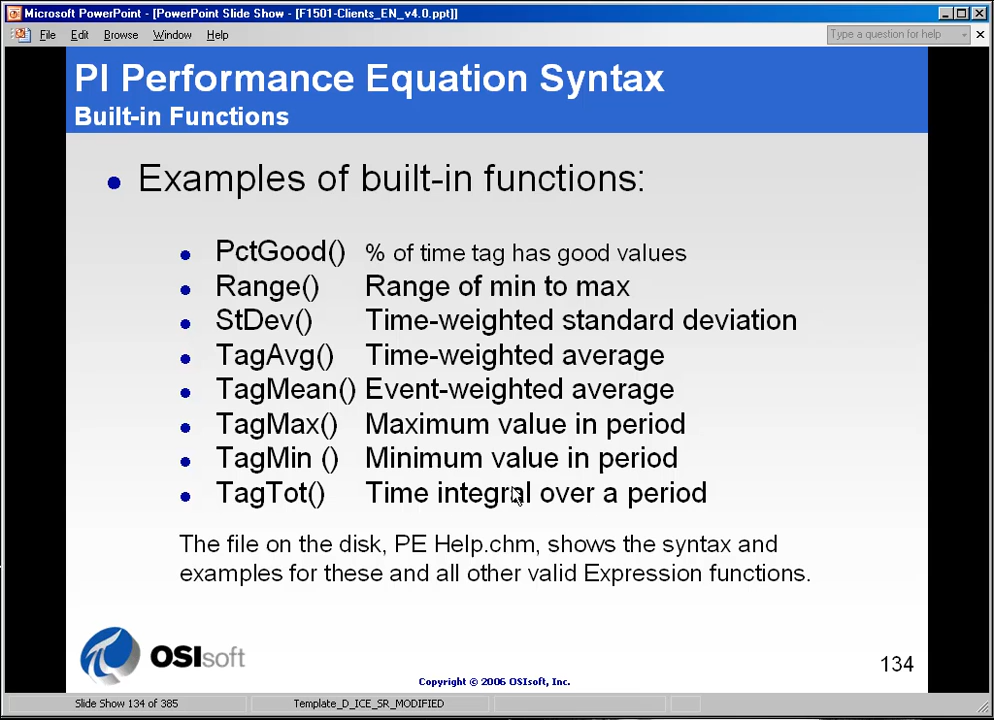 Microsoft PowerPoint - [PowerPoint Slide Show - [F1501-Clients_EN_v4.0.ppt]]
File Edit Browse Window Help Type a question for help
PI Performance Equation Syntax
Built-in Functions
Examples of built-in functions:
PctGood() % of time tag has good values
Range() Range of min to max
StDev() Time-weighted standard deviation
TagAvg() Time-weighted average
TagMean() Event-weighted average
TagMax() Maximum value in period
TagMin () Minimum value in period
TagTot() Time integral over a period
The file on the disk, PE Help.chm, shows the syntax and
examples for these and all other valid Expression functions.
OSIsoft
134
Copyright © 2006 OSIsoft, Inc.
Slide Show 134 of 385 Template_D_ICE_SR_MODIFIED